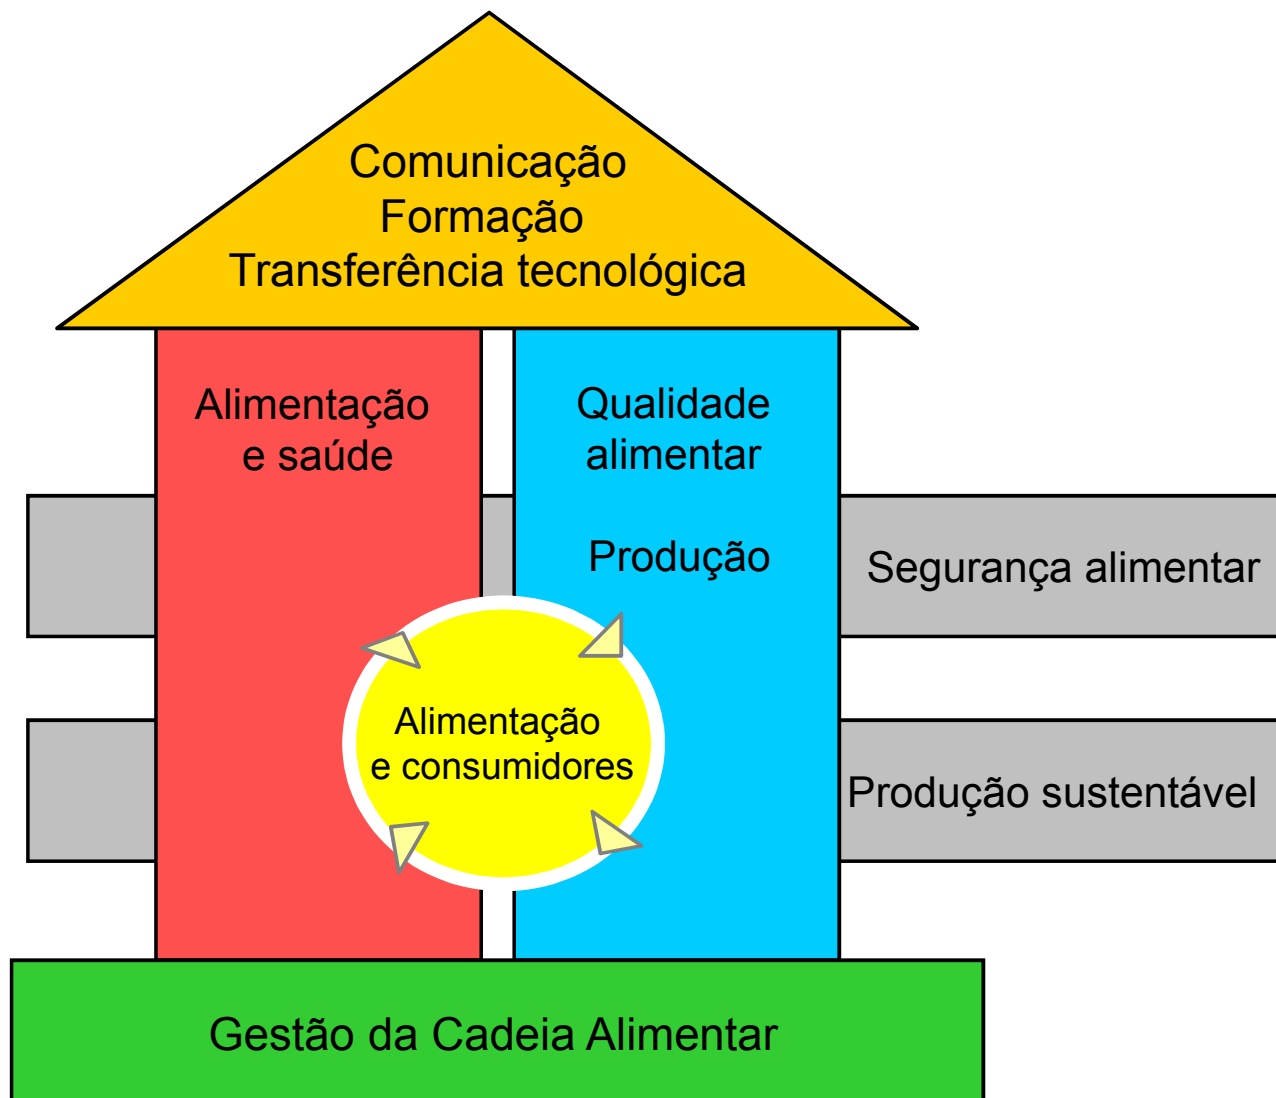 Comunicação
Formação
Transferência tecnológica
Alimentação
e saúde
Qualidade
alimentar
Produção
Segurança alimentar
Alimentação
e consumidores
Produção sustentável
Gestão da Cadeia Alimentar